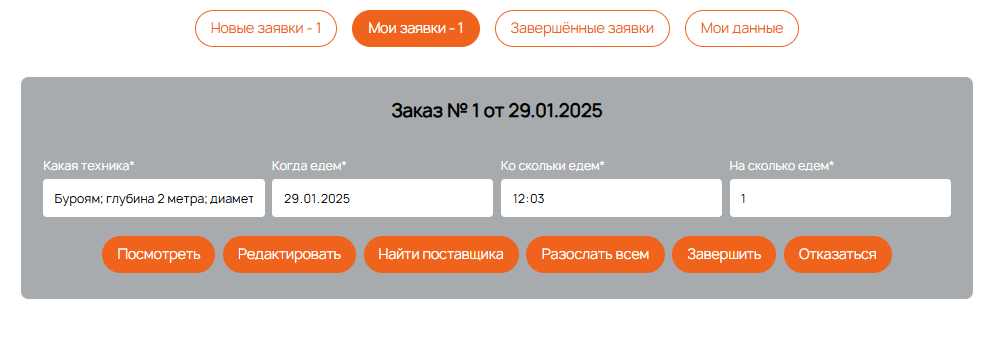 Новые заявки - 1 Мои заявки - 1 Завершённые заявки Мои данные
Заказ № 1 от 29.01.2025
Какая техника* Когда едем* Ко скольки едем* На сколько едем*
Буроям; глубина 2 метра; диамет 29.01.2025 12:03 1
Посмотреть Редактировать Найти поставщика Разослать всем Завершить Отказаться